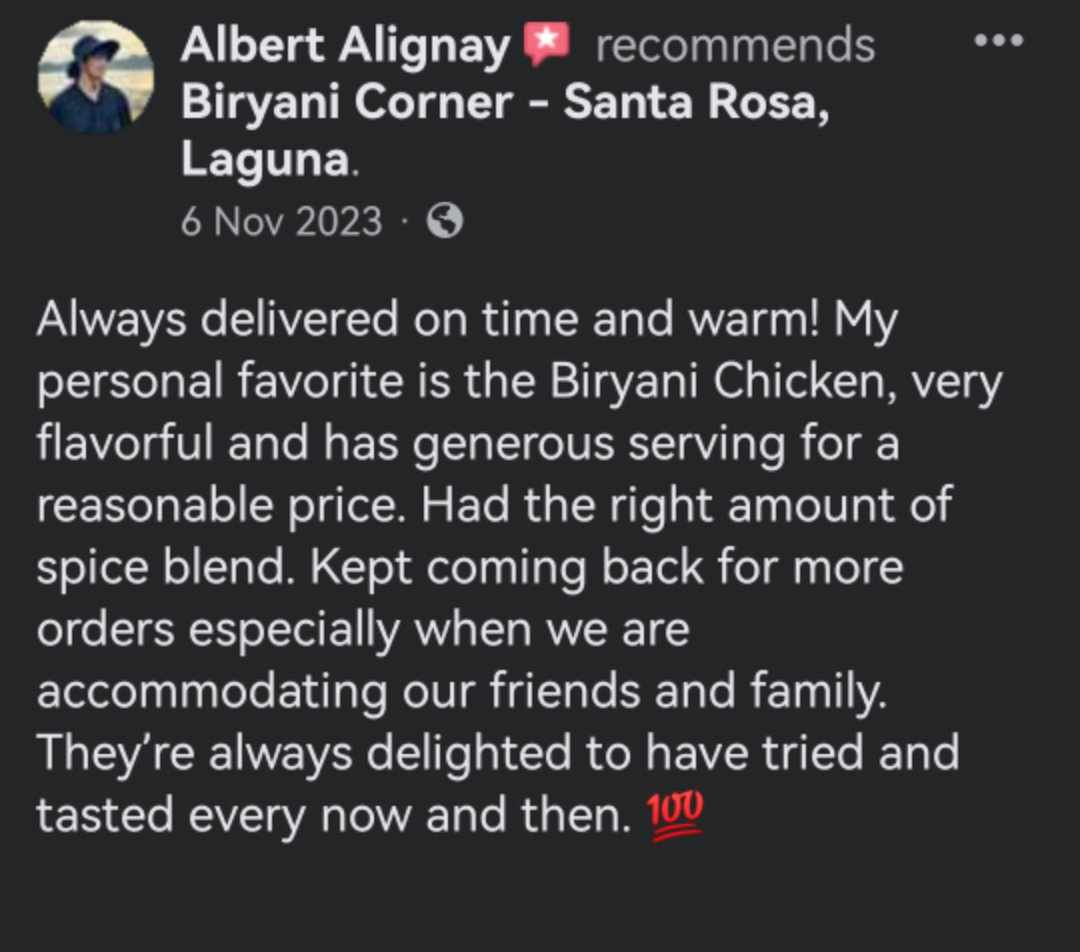 Albert Alignay recommends
Biryani Corner - Santa Rosa,
Laguna.
6 Nov 2023 ·
Always delivered on time and warm! My
personal favorite is the Biryani Chicken, very
flavorful and has generous serving for a
reasonable price. Had the right amount of
spice blend. Kept coming back for more
orders especially when we are
accommodating our friends and family.
They're always delighted to have tried and
tasted every now and then. 💯